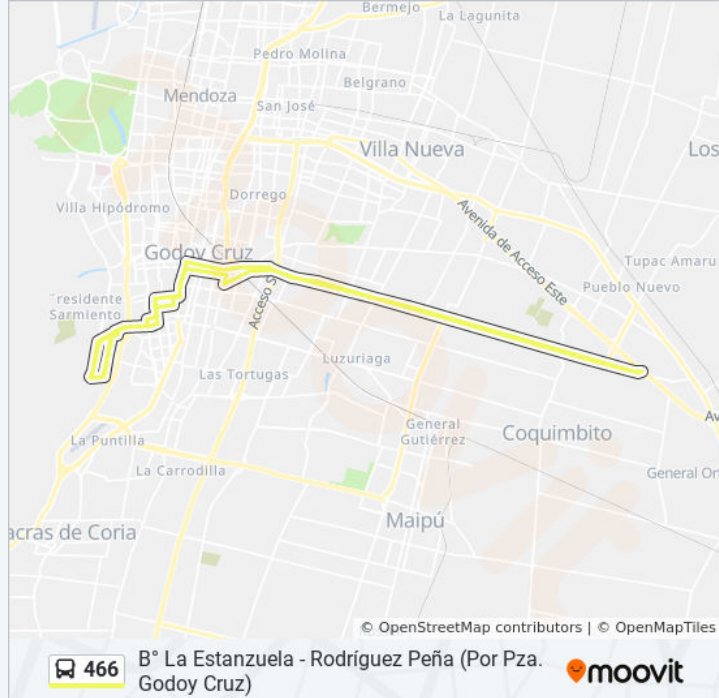 Bermejo
La Lagunita
Pedro Molina
Belgrano
Mendoza
San José
Villa Nueva
Los
Dorrego
Villa Hipódromo
Avenida de Acceso Este
Godoy Cruz
Tupac Amaru
Pueblo Nuevo
residente
Sarmiento
Acceso S
Luzuriaga
Las Tortugas
Av
General
Gutiérrez
Coquimbito
La Puntilla
La Carrodilla
General Or
Maipú
acras de Coria
© OpenStreetMap contributors | © OpenMapTiles
466
B° La Estanzuela - Rodríguez Peña (Por Pza.
Godoy Cruz)
moovit